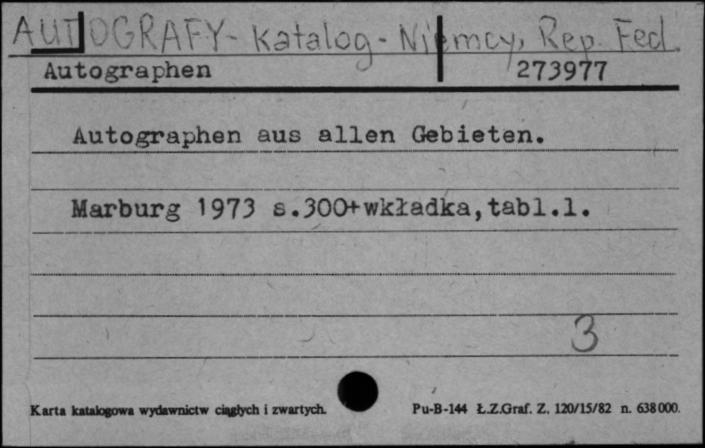 AUTOGRAFY - Katalog - Niemcy, Rep. Fed.
Autographen 273977
Autographen aus allen Gebieten.
Marburg 1973 s.300+wkładka,tabl.1.
3
Karta katalogowa wydawnictw ciągłych i zwartych. Pu-B-144 Ł.Z.Graf. Z. 120/15/82 n. 638000.